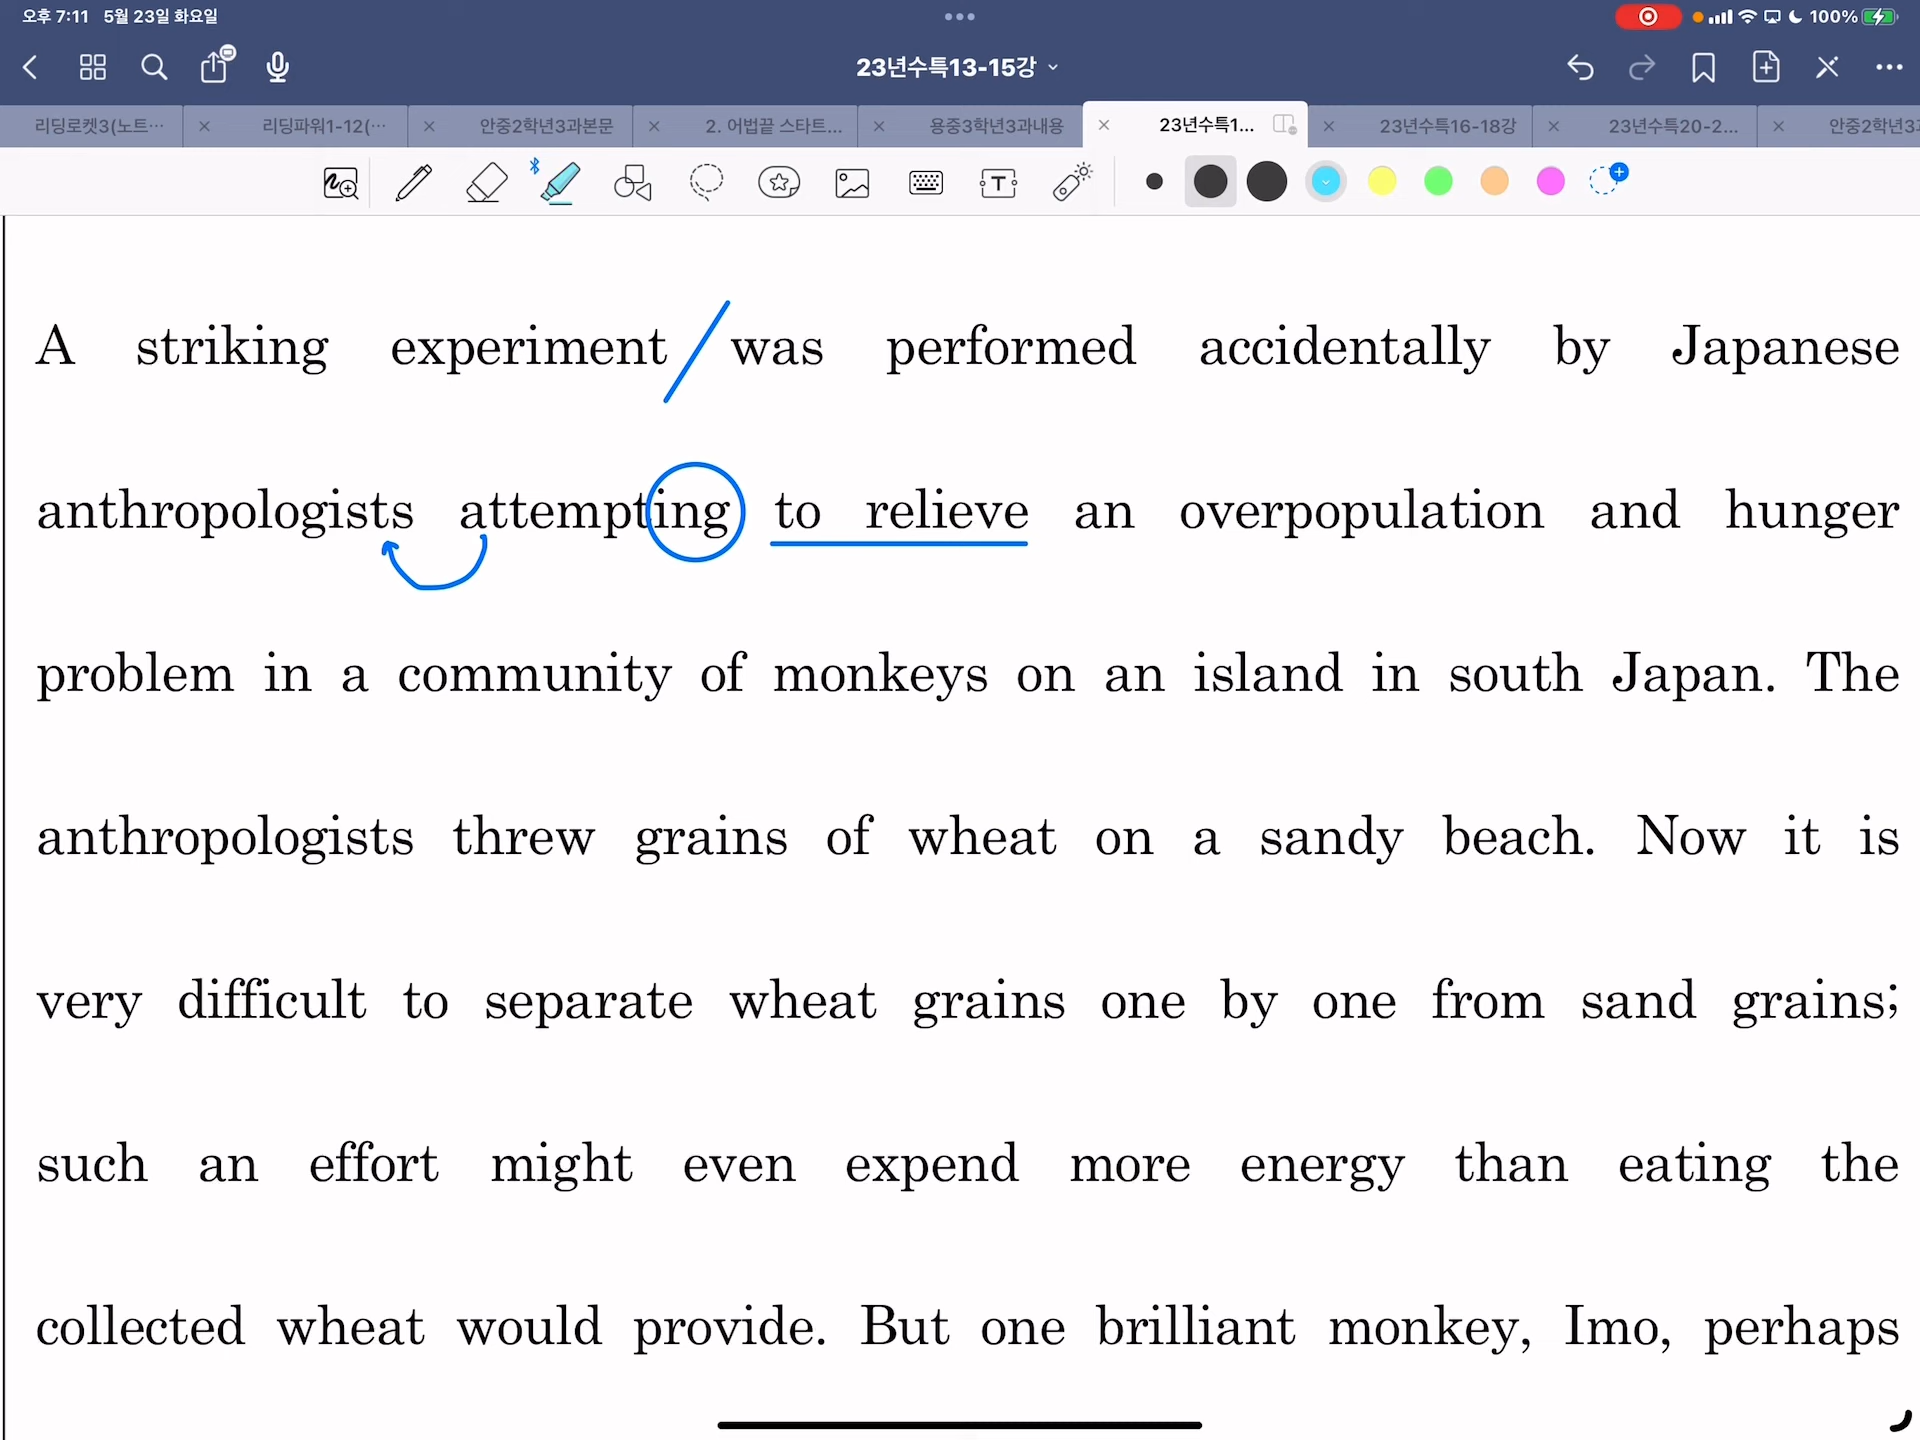 오후 7:11 5월 23일 화요일
100%
23년수특13-15강
리딩로켓3(노트…
리딩파워1-12(…
안중2학년3과본문
2. 어법끝 스타트...
용중3학년3과내용
23년수특1...
23년수특16-18강
23년수특20-2...
안중2학년3
A striking experiment was performed accidentally by Japanese
anthropologists attempting to relieve an overpopulation and hunger
problem in a community of monkeys on an island in south Japan. The
anthropologists threw grains of wheat on a sandy beach. Now it is
very difficult to separate wheat grains one by one from sand grains;
such an effort might even expend more energy than eating the
collected wheat would provide. But one brilliant monkey, Imo, perhaps